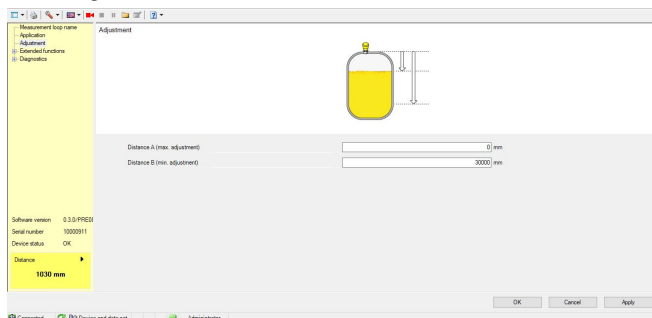 Measurement loop name
Application
Adjustment
Extended functions
Diagnostics
Adjustment
Distance A (max. adjustment) 0 mm
Distance B (min. adjustment) 30000 mm
Software version 0.3.0/PRE0
Serial number 10000911
Device status OK
Distance
1030 mm
OK Cancel Apply
Connected Device and data set Administrator